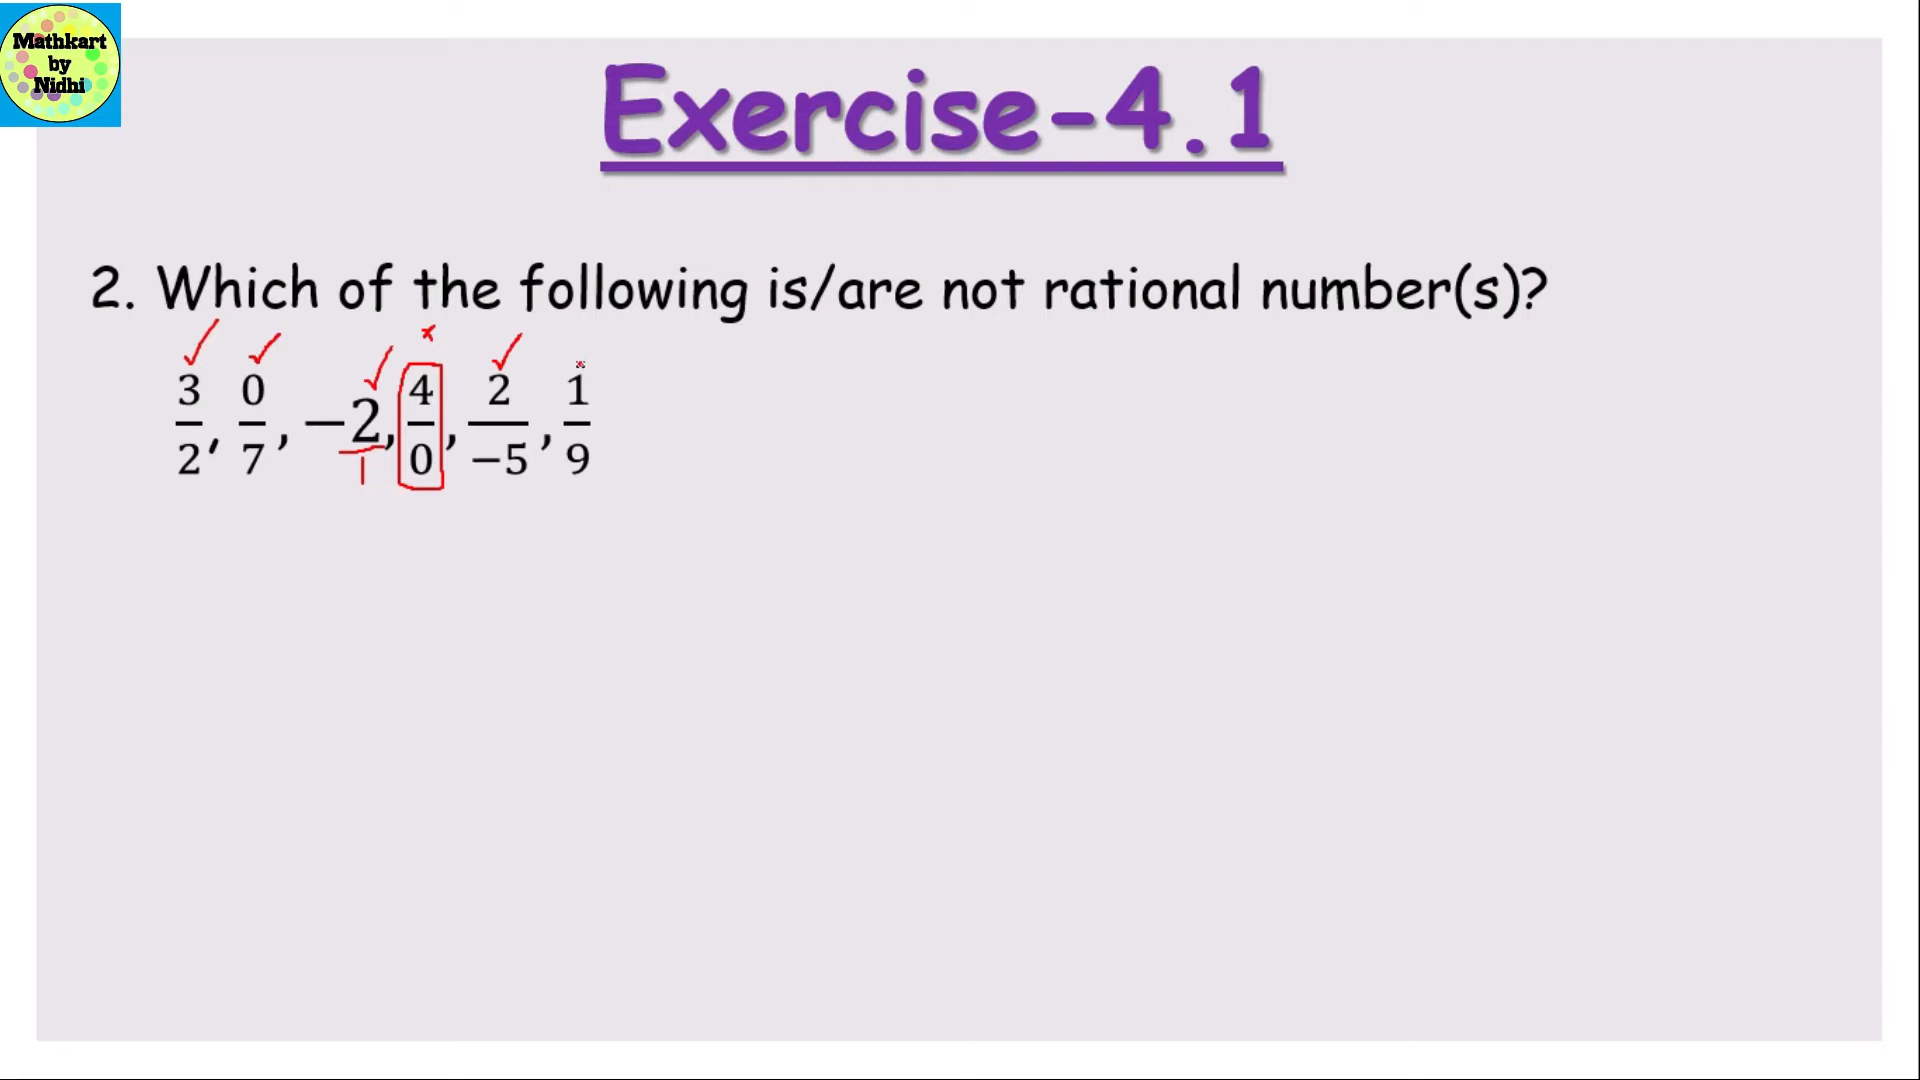 Mathkart
by
Nidhi
Exercise-4.1
2. Which of the following is/are not rational number(s)?
✓ ✓ ✓ × ✓
3/2, 0/7, −2/1, 4/0, 2/−5, 1/9